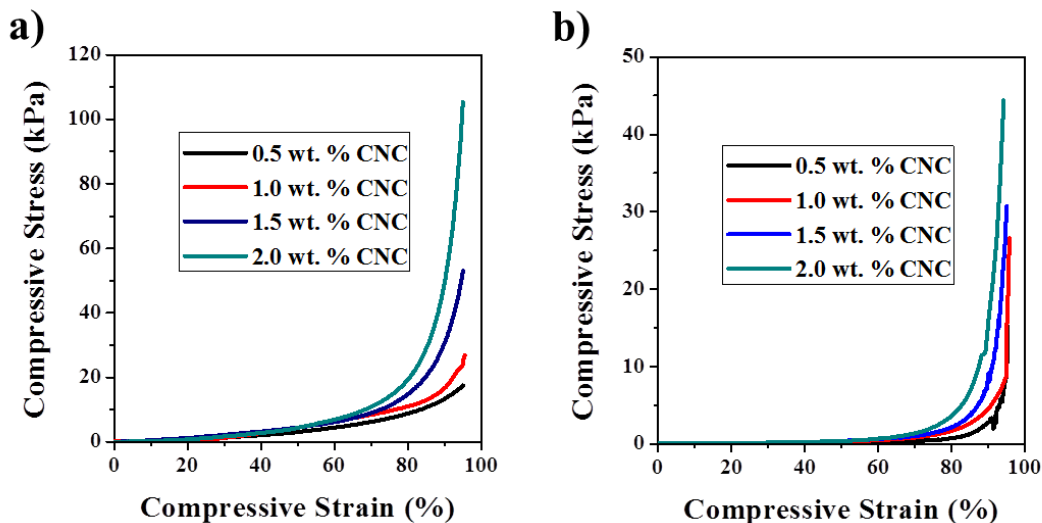 a)
120
100
80
60
40
20
0
Compressive Stress (kPa)
0.5 wt. % CNC
1.0 wt. % CNC
1.5 wt. % CNC
2.0 wt. % CNC
0 20 40 60 80 100
Compressive Strain (%)
b)
50
40
30
20
10
0
Compressive Stress (kPa)
0.5 wt. % CNC
1.0 wt. % CNC
1.5 wt. % CNC
2.0 wt. % CNC
0 20 40 60 80 100
Compressive Strain (%)